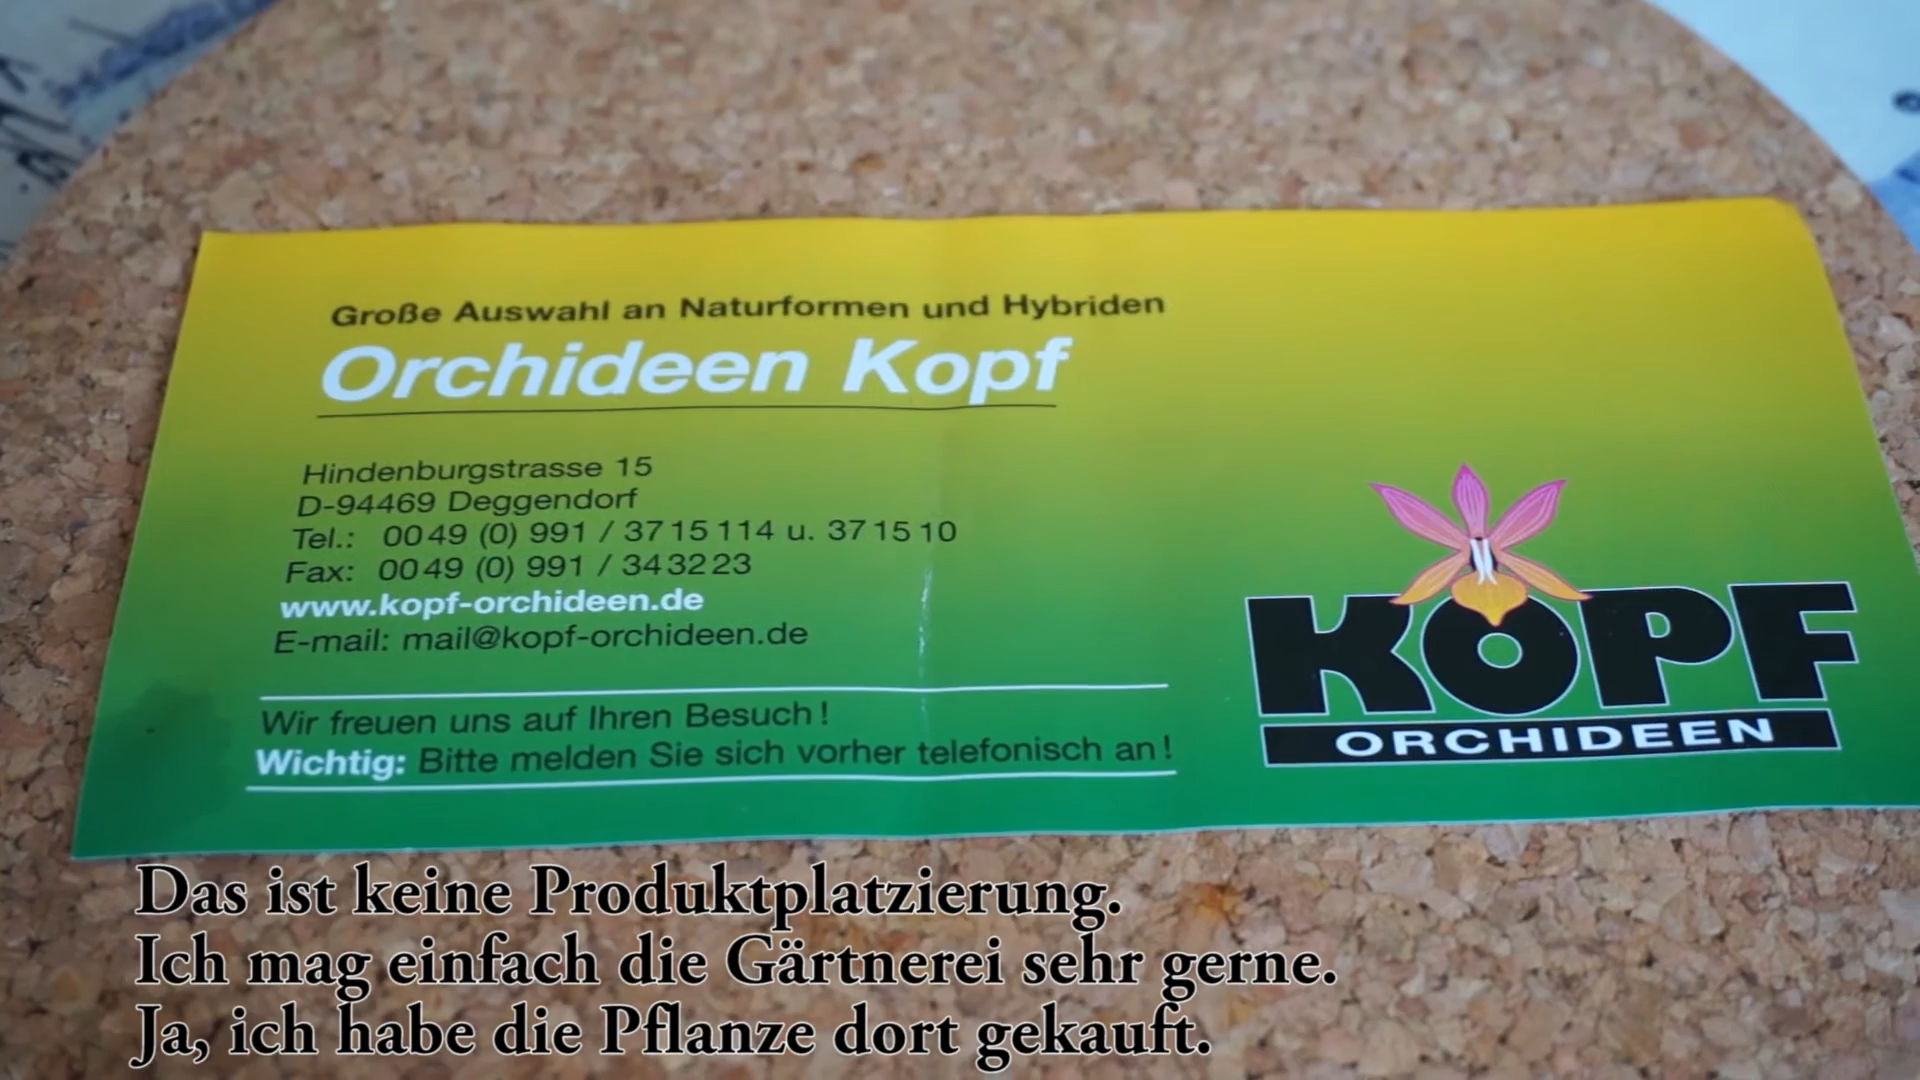 Große Auswahl an Naturformen und Hybriden
Orchideen Kopf
Hindenburgstrasse 15
D-94469 Deggendorf
Tel.: 0049 (0) 991 / 3715114 u. 371510
Fax: 0049 (0) 991 / 343223
www.kopf-orchideen.de
E-mail: mail@kopf-orchideen.de
Wir freuen uns auf Ihren Besuch!
Wichtig: Bitte melden Sie sich vorher telefonisch an!
KOPF
ORCHIDEEN
Das ist keine Produktplatzierung.
Ich mag einfach die Gärtnerei sehr gerne.
Ja, ich habe die Pflanze dort gekauft.